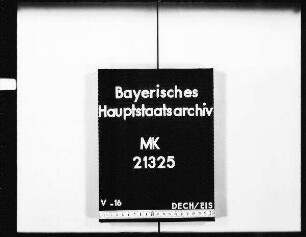 Bayerisches
Hauptstaatsarchiv
MK
21325
V-16 DECH/EIS